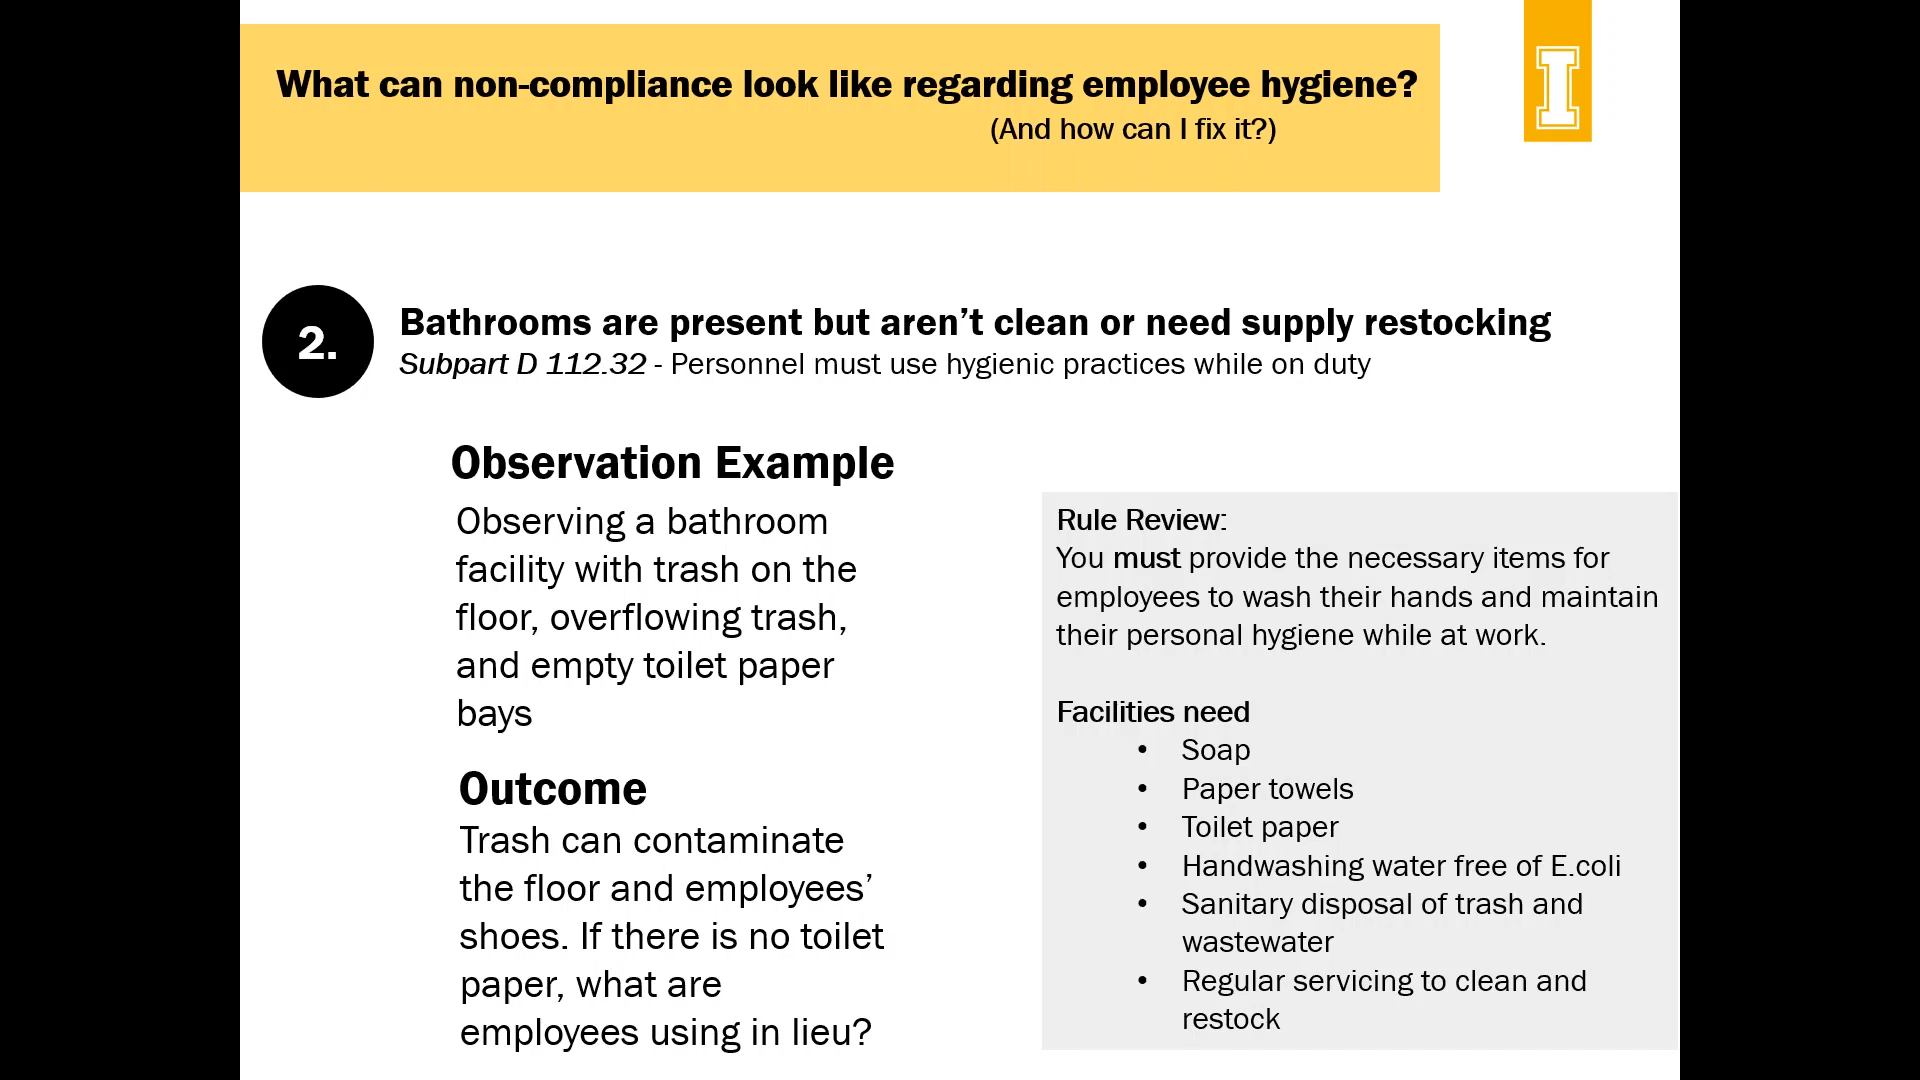 What can non-compliance look like regarding employee hygiene?
(And how can I fix it?)
I
2.
Bathrooms are present but aren’t clean or need supply restocking
Subpart D 112.32 - Personnel must use hygienic practices while on duty
Observation Example
Observing a bathroom
facility with trash on the
floor, overflowing trash,
and empty toilet paper
bays
Outcome
Trash can contaminate
the floor and employees’
shoes. If there is no toilet
paper, what are
employees using in lieu?
Rule Review:
You must provide the necessary items for
employees to wash their hands and maintain
their personal hygiene while at work.
Facilities need
• Soap
• Paper towels
• Toilet paper
• Handwashing water free of E.coli
• Sanitary disposal of trash and
wastewater
• Regular servicing to clean and
restock